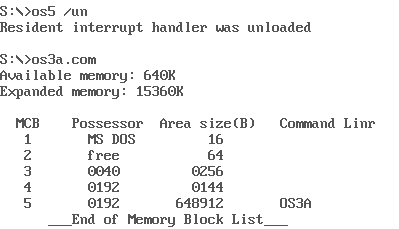 S:\>os5 /un
Resident interrupt handler was unloaded
S:\>os3a.com
Available memory: 640K
Expanded memory: 15360K
MCB Possessor Area size(B) Command Linr
1 MS DOS 16
2 free 64
3 0040 0256
4 0192 0144
5 0192 648912 OS3A
___End of Memory Block List___